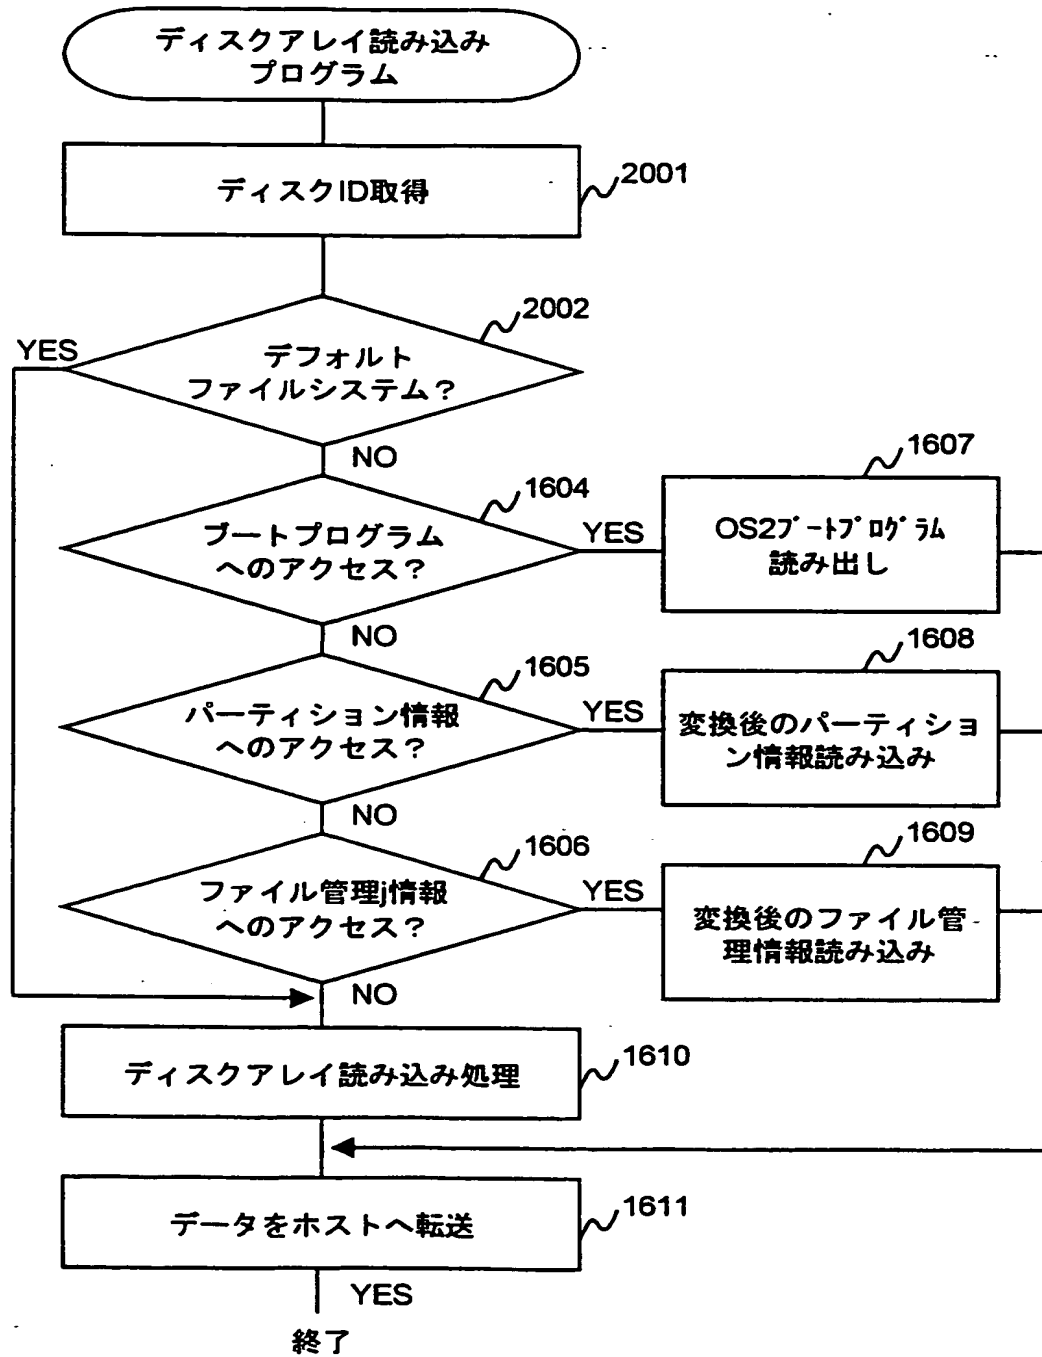 ディスクアレイ読み込み
プログラム
ディスクID取得
2001
2002
YES
デフォルト
ファイルシステム?
NO
1604
1607
ブートプログラム
へのアクセス?
YES
OS2ﾌﾞｰﾄﾌﾟﾛｸﾞﾗﾑ
読み出し
NO
1605
1608
パーティション情報
へのアクセス?
YES
変換後のパーティショ
ン情報読み込み
NO
1606
1609
ファイル管理j情報
へのアクセス?
YES
変換後のファイル管
理情報読み込み
NO
ディスクアレイ読み込み処理
1610
データをホストへ転送
1611
YES
終了